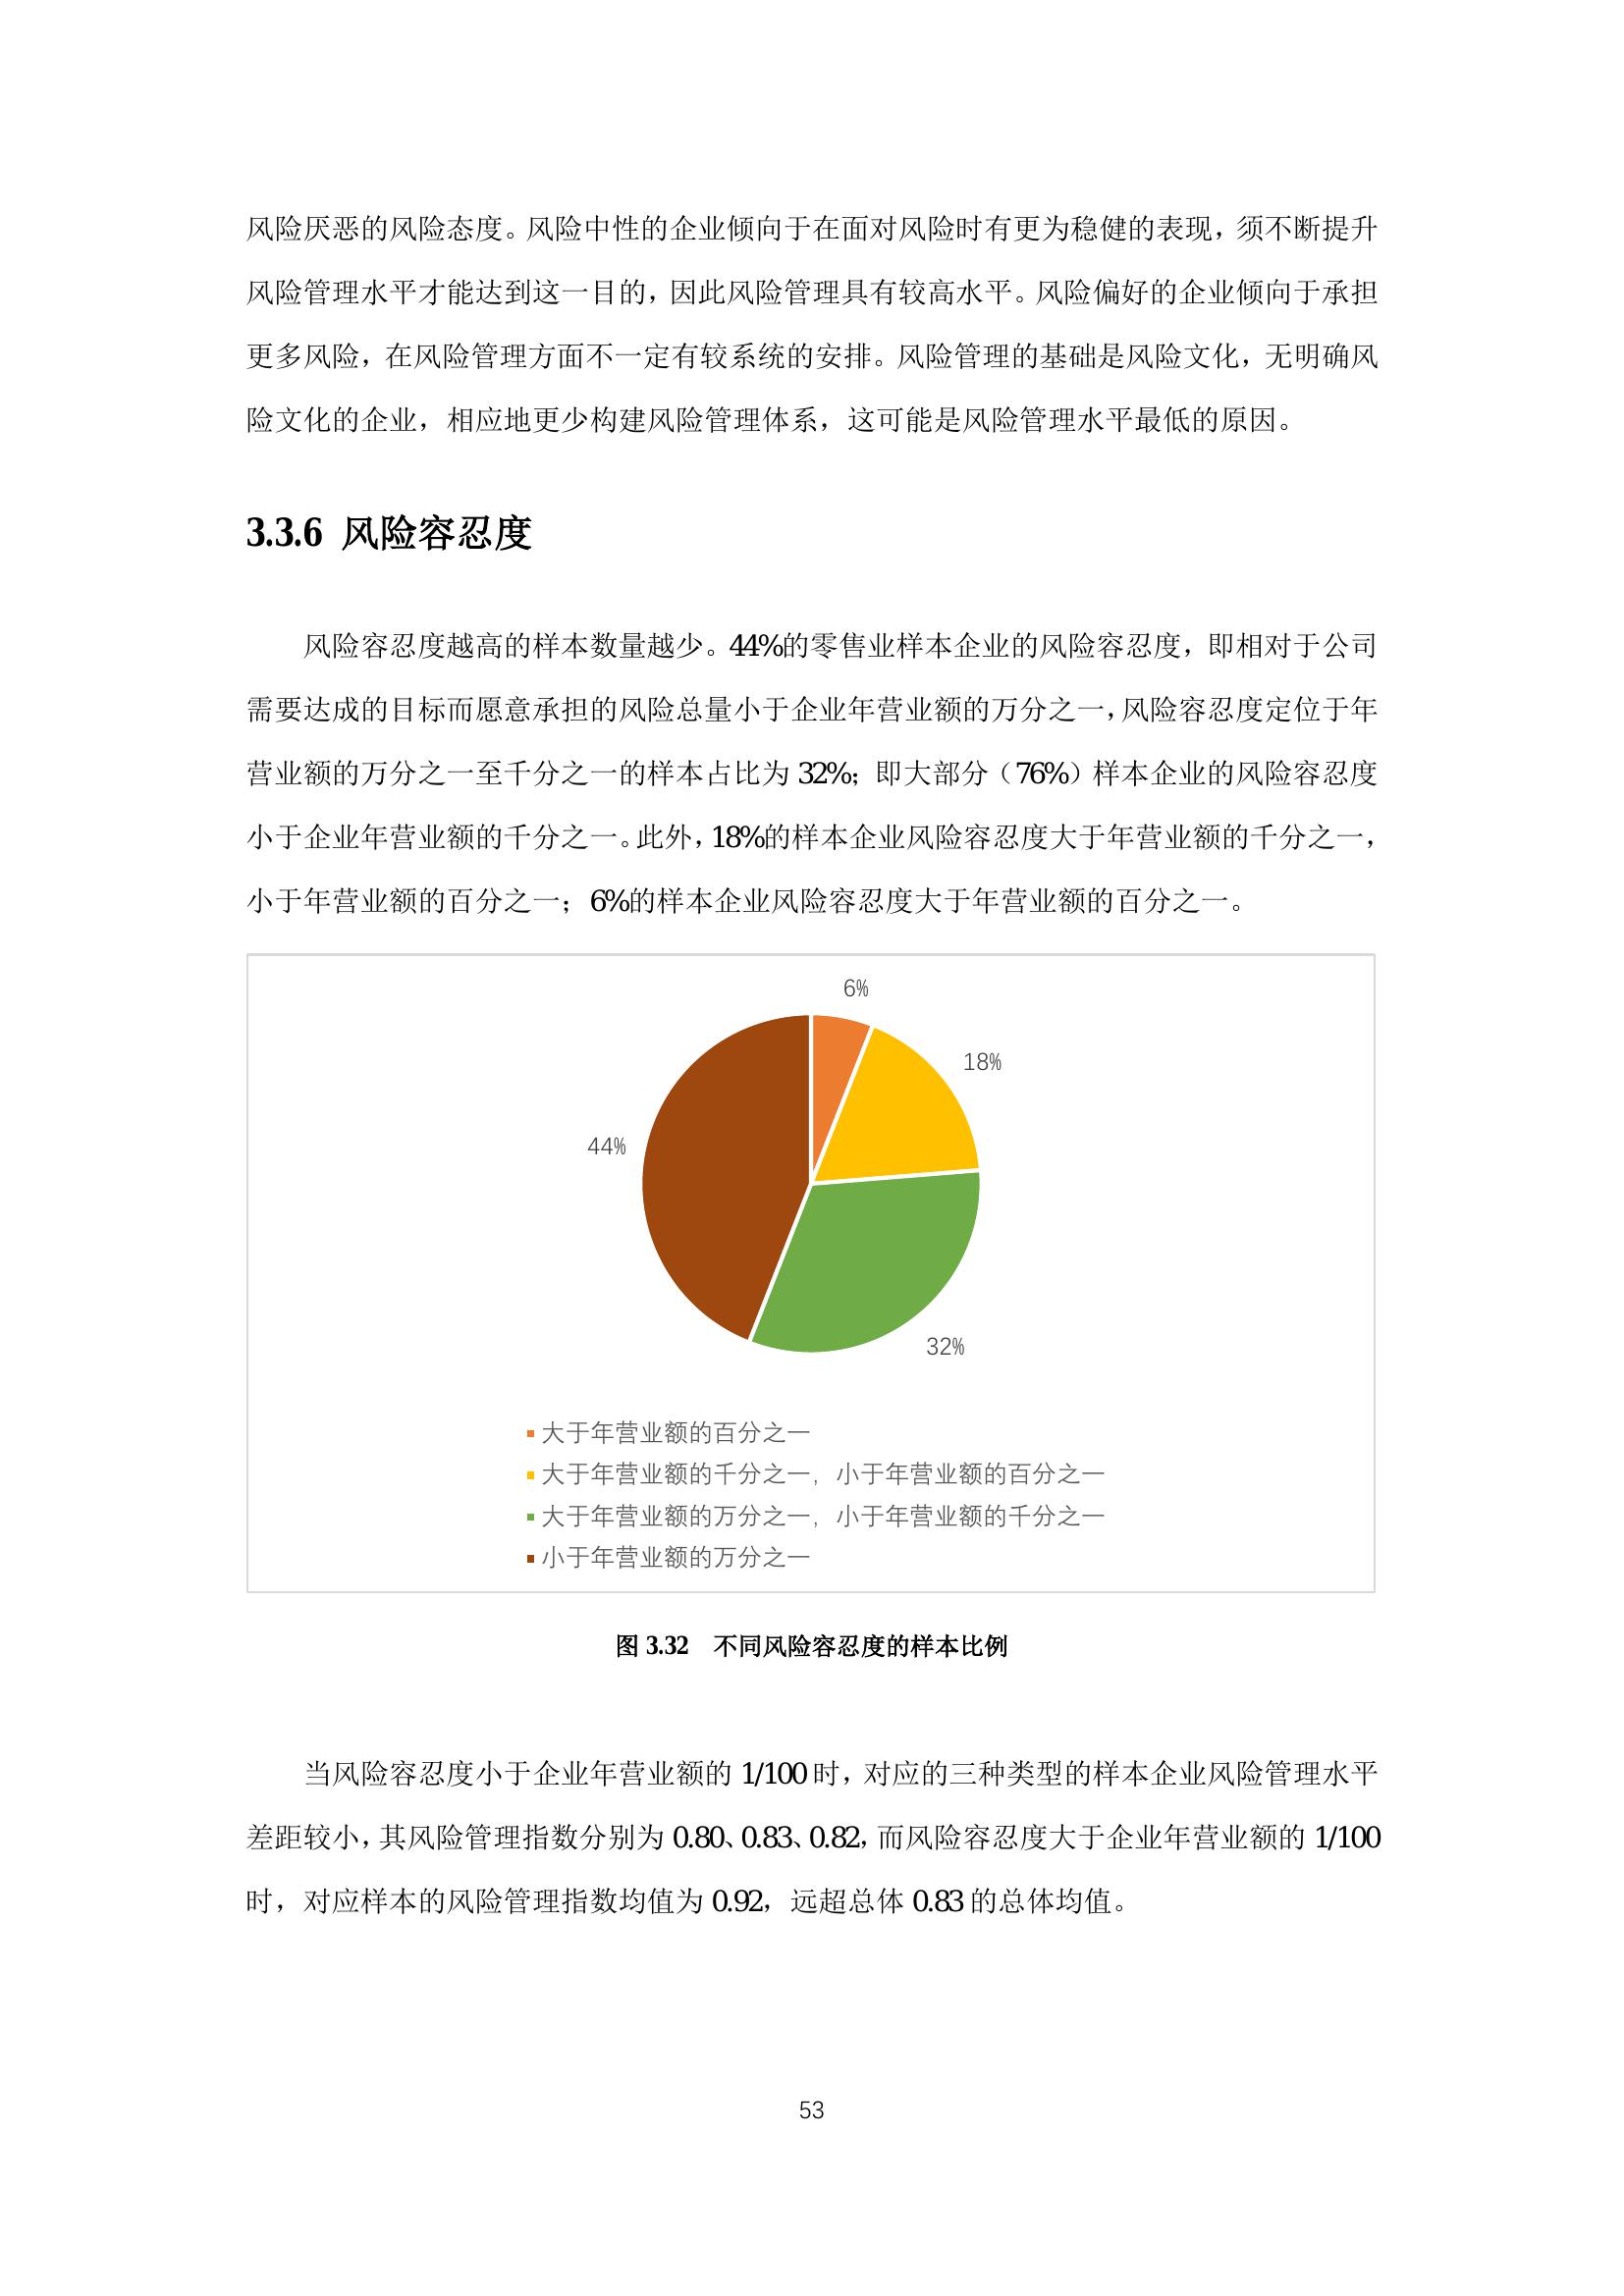 风险厌恶的风险态度。风险中性的企业倾向于在面对风险时有更为稳健的表现，须不断提升
风险管理水平才能达到这一目的，因此风险管理具有较高水平。风险偏好的企业倾向于承担
更多风险，在风险管理方面不一定有较系统的安排。风险管理的基础是风险文化，无明确风
险文化的企业，相应地更少构建风险管理体系，这可能是风险管理水平最低的原因。
3.3.6 风险容忍度
风险容忍度越高的样本数量越少。44%的零售业样本企业的风险容忍度，即相对于公司
需要达成的目标而愿意承担的风险总量小于企业年营业额的万分之一，风险容忍度定位于年
营业额的万分之一至千分之一的样本占比为 32%；即大部分（76%）样本企业的风险容忍度
小于企业年营业额的千分之一。此外，18%的样本企业风险容忍度大于年营业额的千分之一，
小于年营业额的百分之一；6%的样本企业风险容忍度大于年营业额的百分之一。
6%
18%
44%
32%
大于年营业额的百分之一
大于年营业额的千分之一，小于年营业额的百分之一
大于年营业额的万分之一，小于年营业额的千分之一
小于年营业额的万分之一
图 3.32 不同风险容忍度的样本比例
当风险容忍度小于企业年营业额的 1/100 时，对应的三种类型的样本企业风险管理水平
差距较小，其风险管理指数分别为 0.80、0.83、0.82，而风险容忍度大于企业年营业额的 1/100
时，对应样本的风险管理指数均值为 0.92，远超总体 0.83 的总体均值。
53